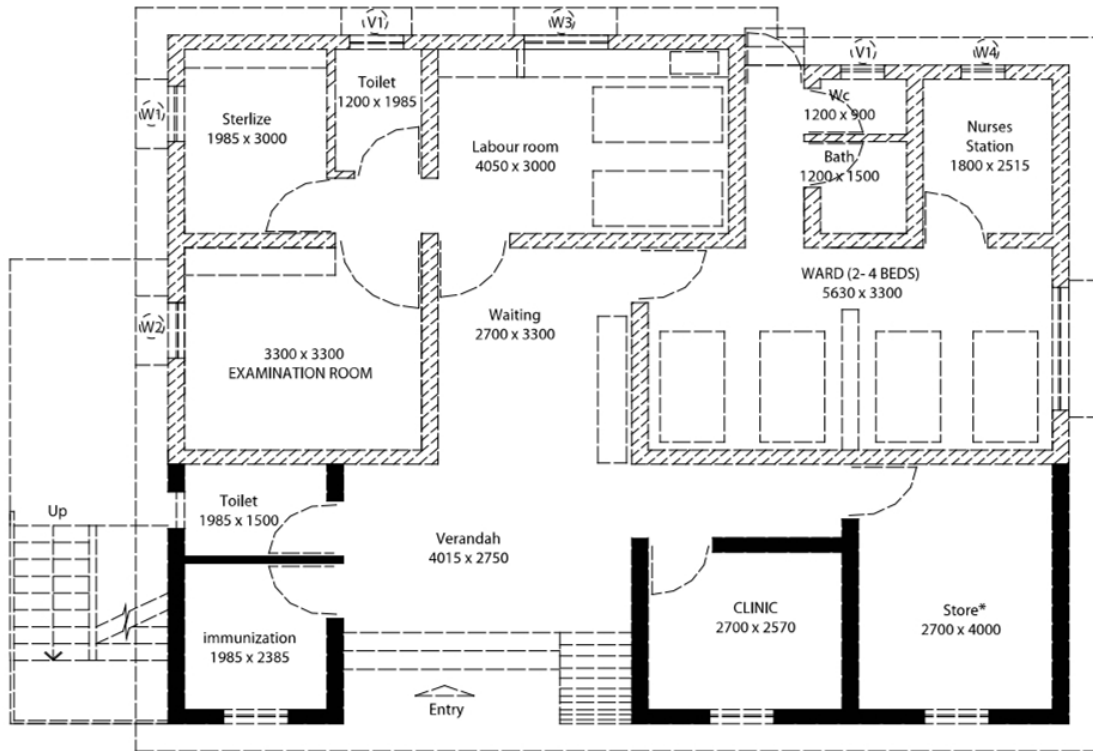 V1
W3
V1
W4
W1
Sterlize
1985 x 3000
Toilet
1200 x 1985
Labour room
4050 x 3000
Wc
1200 x 900
Bath
1200 x 1500
Nurses
Station
1800 x 2515
W2
3300 x 3300
EXAMINATION ROOM
Waiting
2700 x 3300
WARD (2- 4 BEDS)
5630 x 3300
Up
Toilet
1985 x 1500
Verandah
4015 x 2750
immunization
1985 x 2385
CLINIC
2700 x 2570
Store*
2700 x 4000
Entry